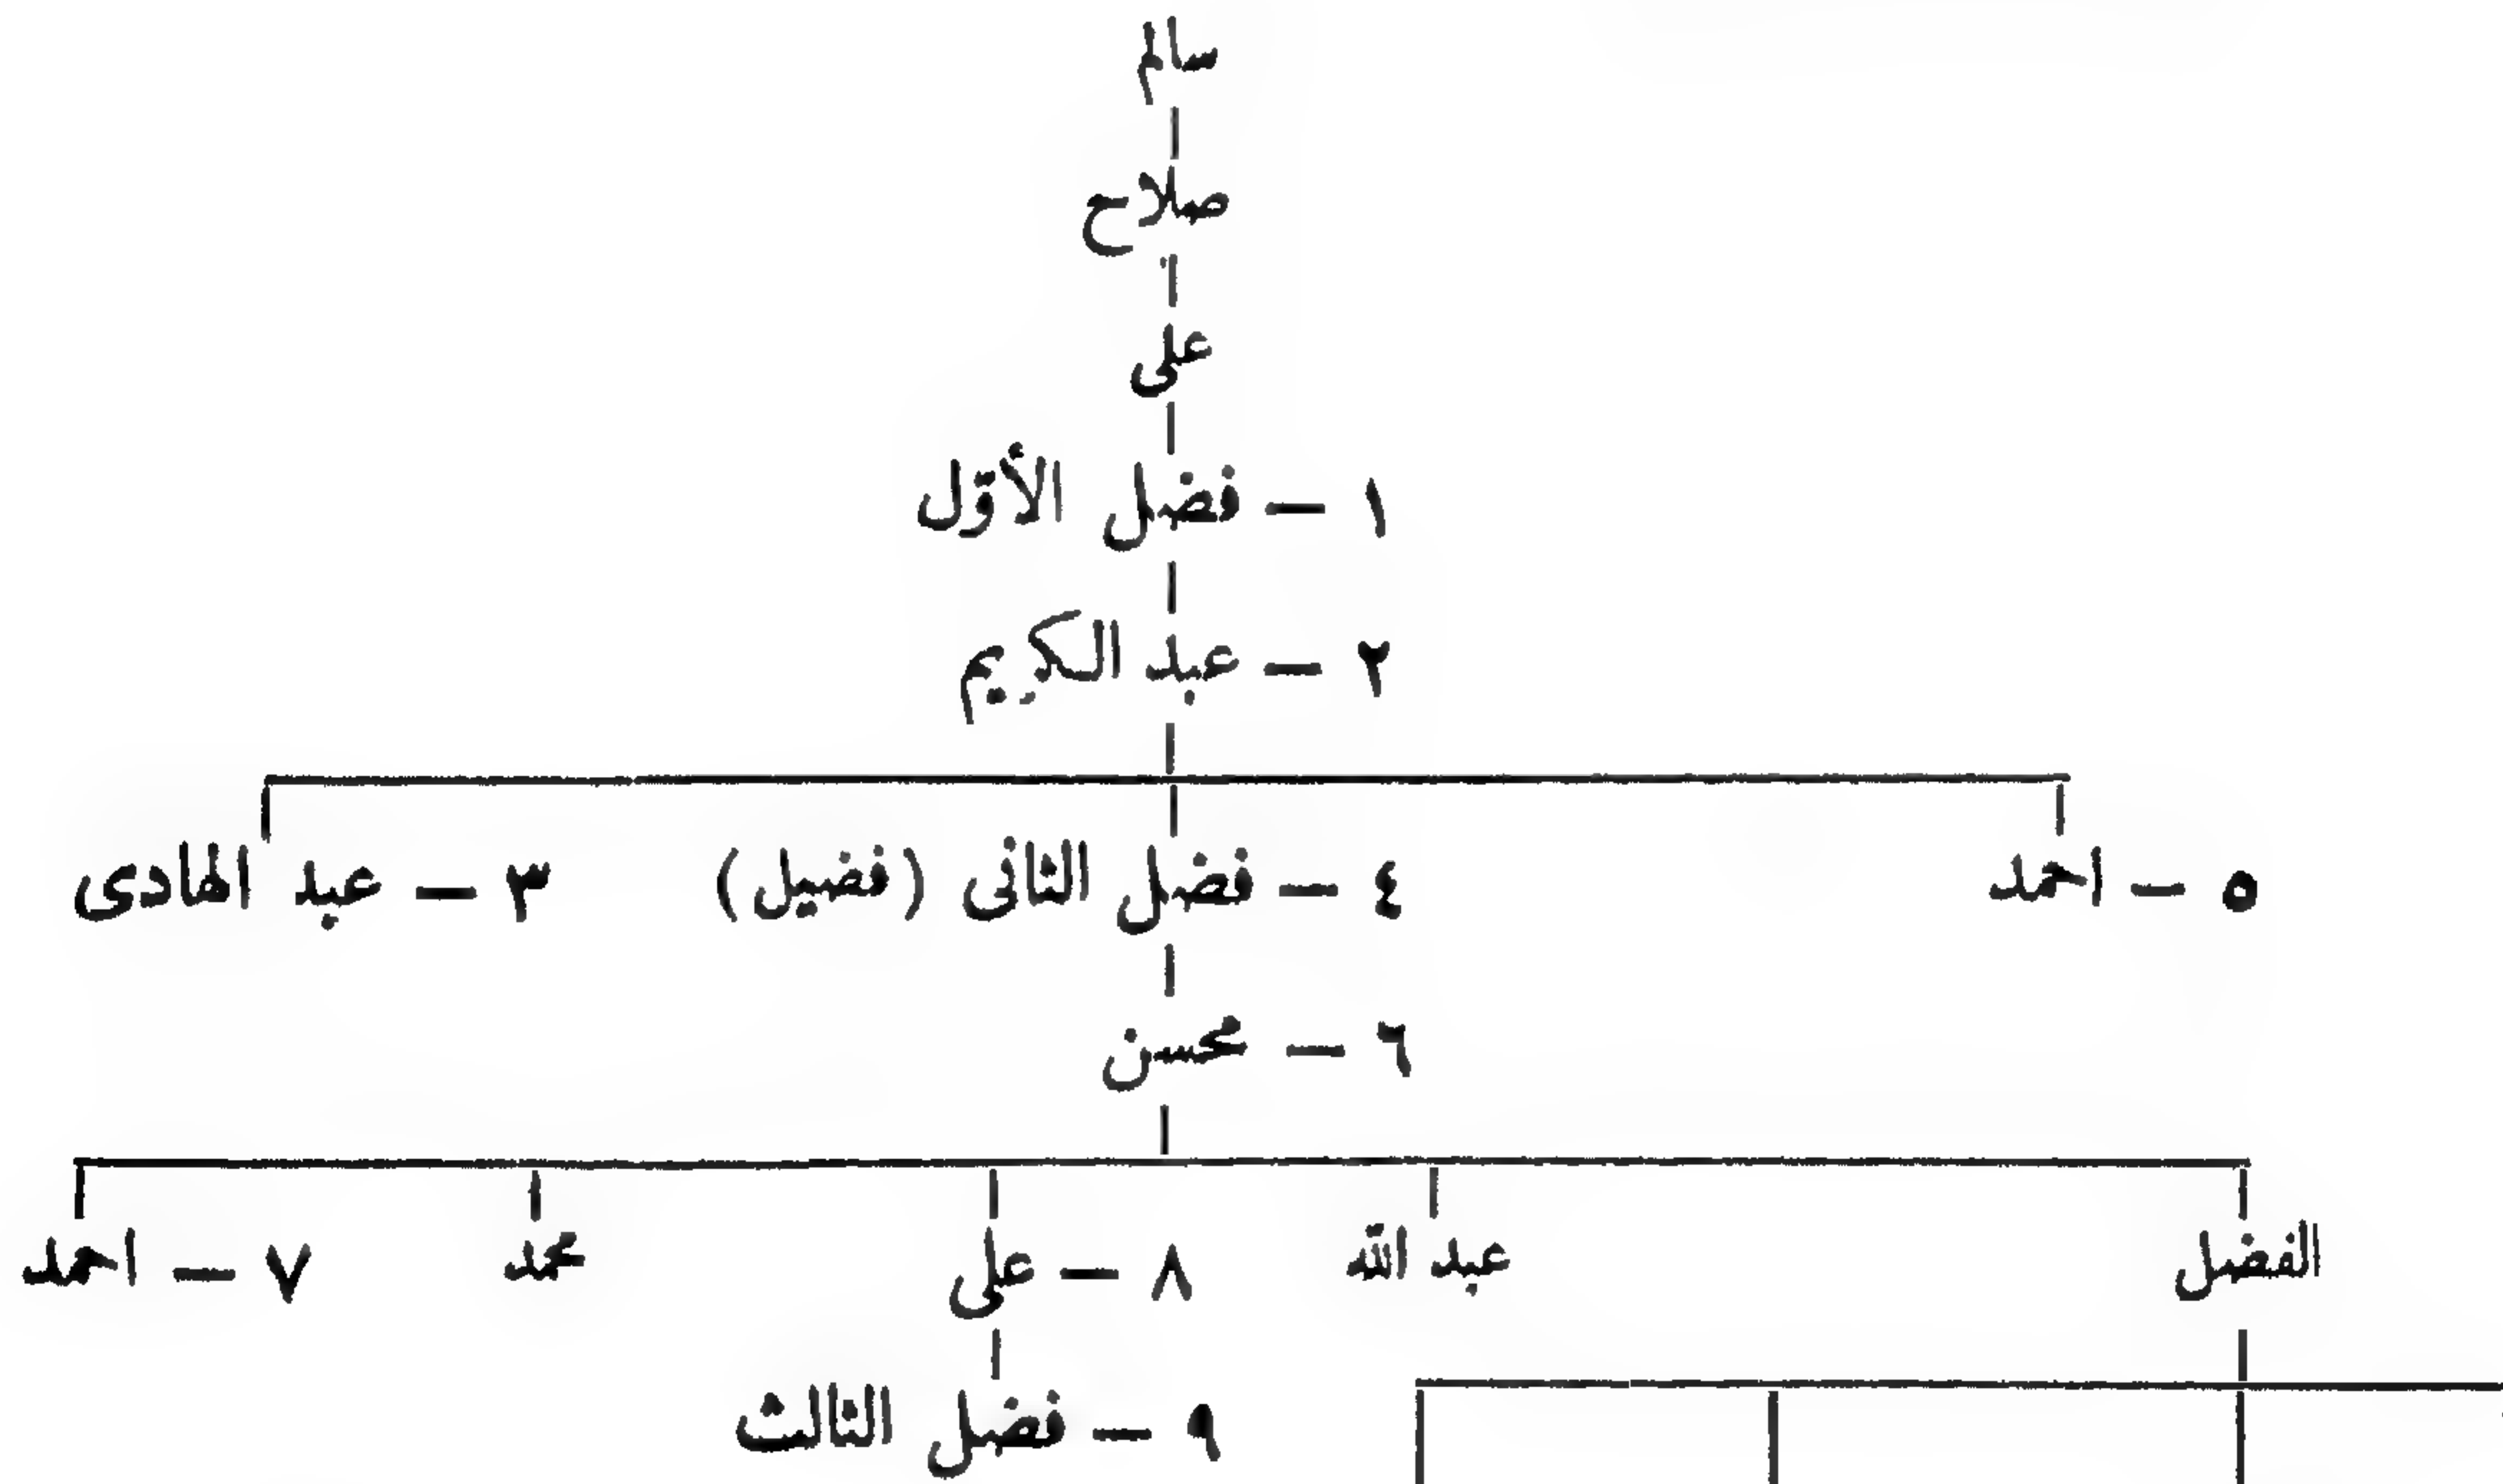 سالم
صلاح
على
١ – فضل الأوّل
٢ – عبد الكريم
٥ – احمد ٤ – فضل الثانى (فضيل) ٣ – عبد الهادى
٦ – محسن
الفضل عبد الله ٨ – على محمد ٧ – احمد
٩ – فضل الثالث